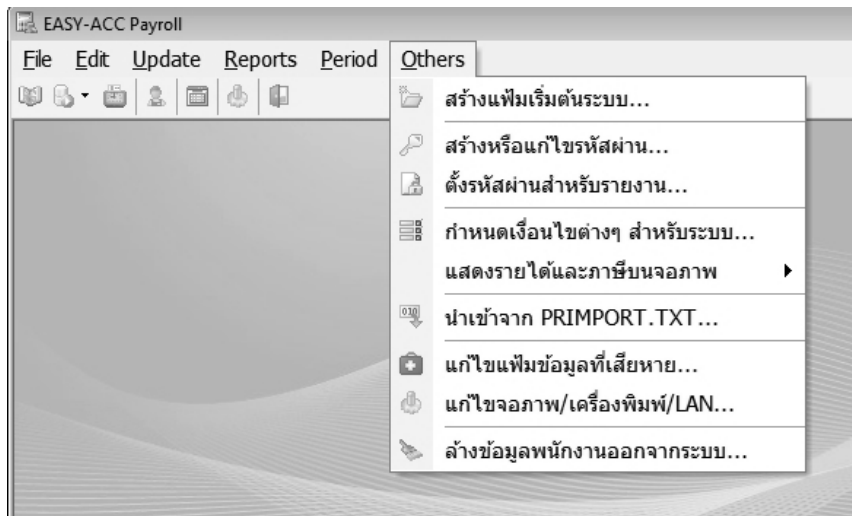 EASY-ACC Payroll
File Edit Update Reports Period Others
สร้างแฟ้มเริ่มต้นระบบ...
สร้างหรือแก้ไขรหัสผ่าน...
ตั้งรหัสผ่านสำหรับรายงาน...
กำหนดเงื่อนไขต่างๆ สำหรับระบบ...
แสดงรายได้และภาษีบนจอภาพ
นำเข้าจาก PRIMPORT.TXT...
แก้ไขแฟ้มข้อมูลที่เสียหาย...
แก้ไขจอภาพ/เครื่องพิมพ์/LAN...
ล้างข้อมูลพนักงานออกจากระบบ...